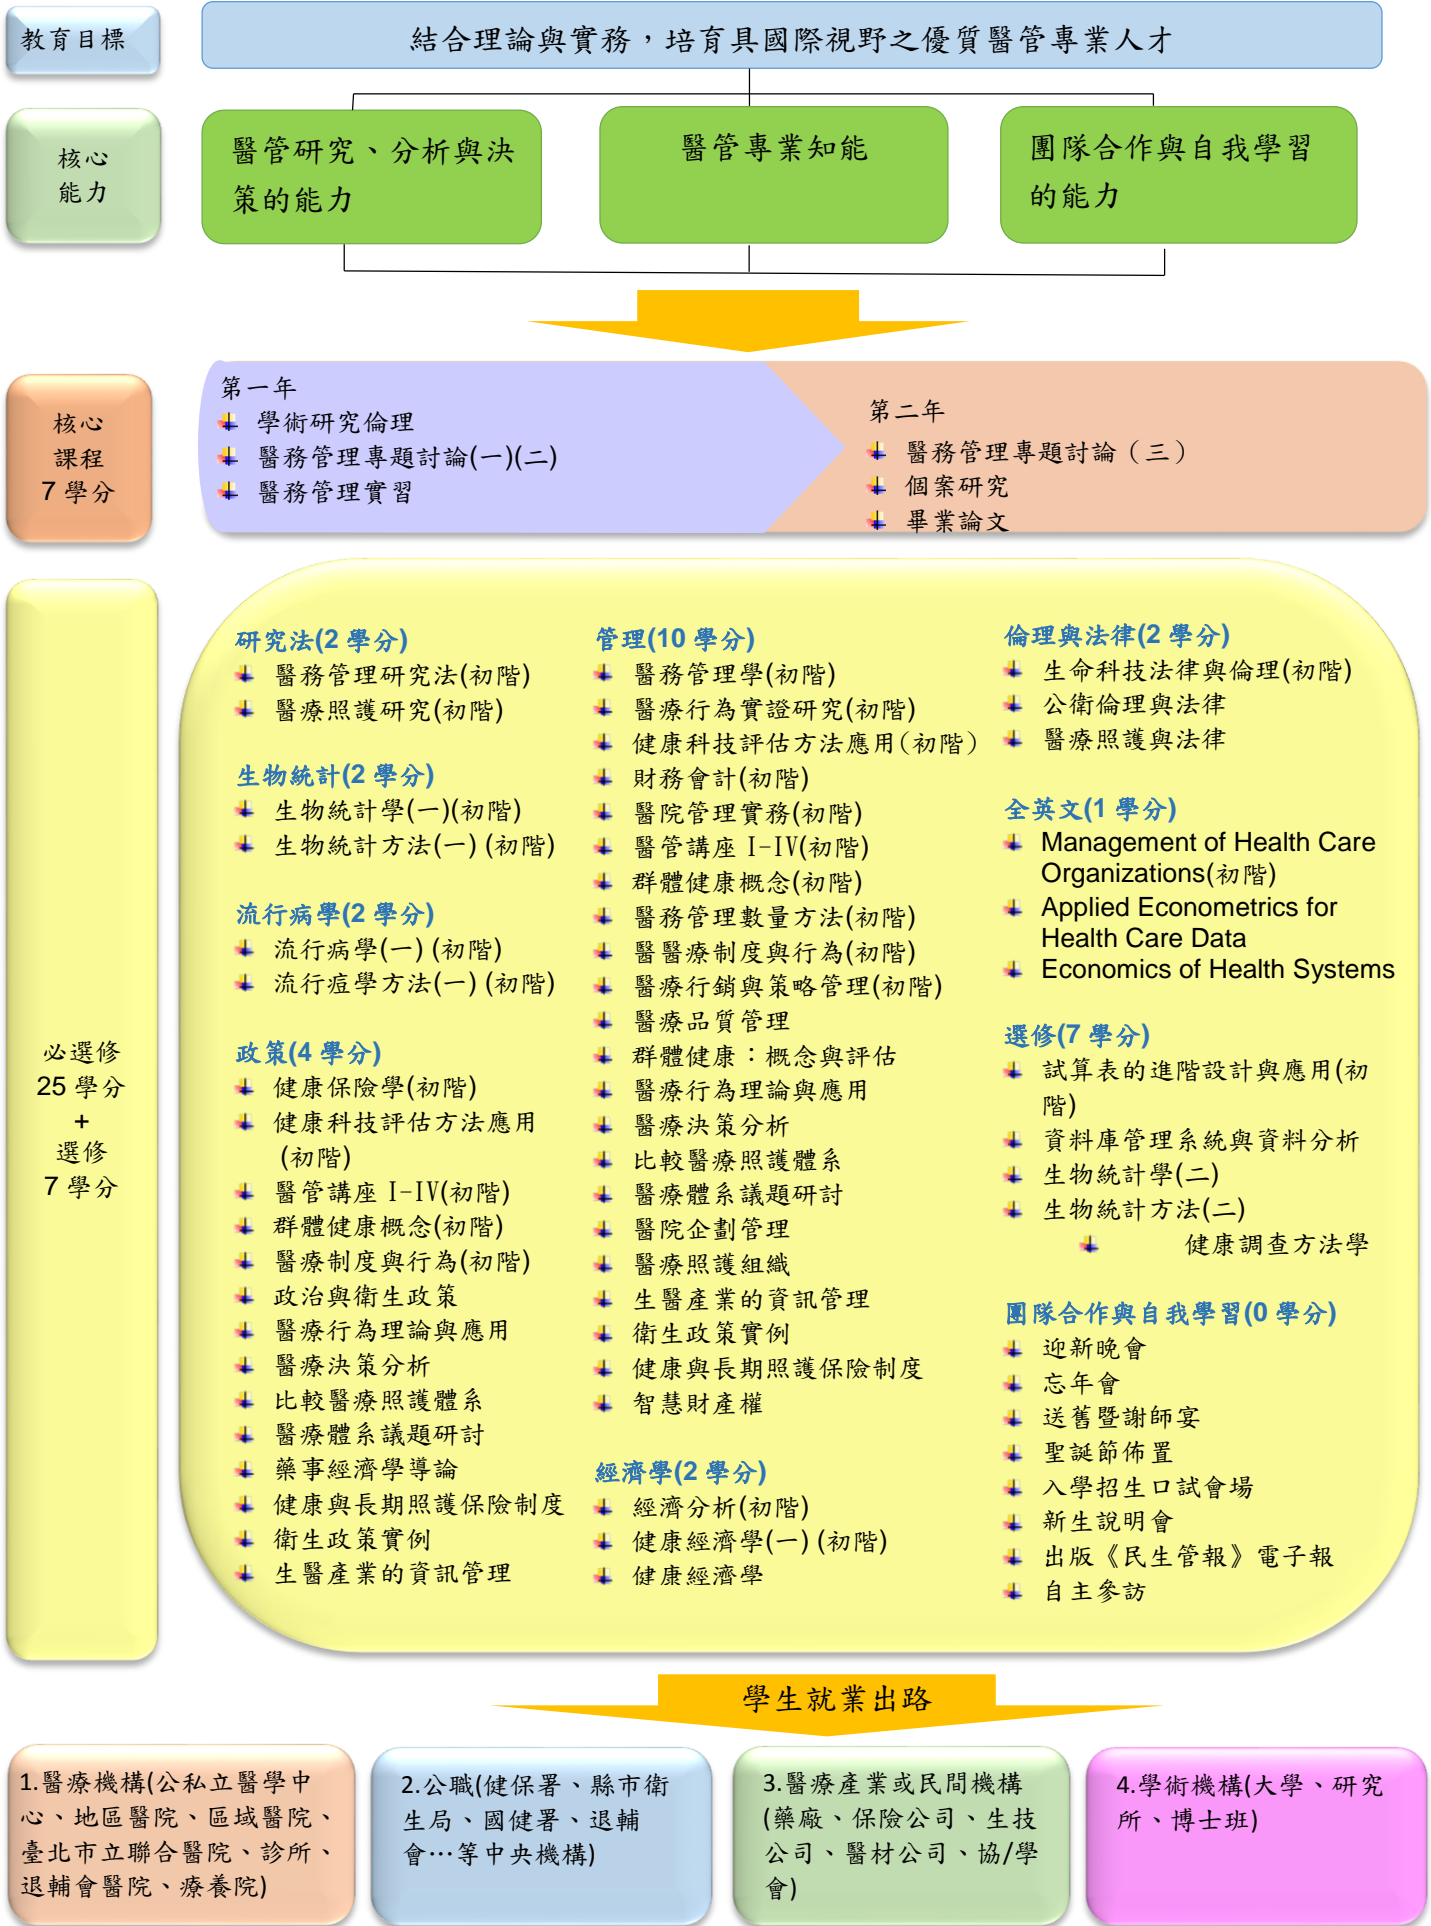 教育目標
結合理論與實務，培育具國際視野之優質醫管專業人才
核心
能力
醫管研究、分析與決
策的能力
醫管專業知能
團隊合作與自我學習
的能力
核心
課程
7 學分
第一年
學術研究倫理
醫務管理專題討論(一)(二)
醫務管理實習
第二年
醫務管理專題討論（三）
個案研究
畢業論文
必選修
25 學分
+
選修
7 學分
研究法(2 學分)
醫務管理研究法(初階)
醫療照護研究(初階)
生物統計(2 學分)
生物統計學(一)(初階)
生物統計方法(一) (初階)
流行病學(2 學分)
流行病學(一) (初階)
流行痘學方法(一) (初階)
政策(4 學分)
健康保險學(初階)
健康科技評估方法應用
(初階)
醫管講座 I-IV(初階)
群體健康概念(初階)
醫療制度與行為(初階)
政治與衛生政策
醫療行為理論與應用
醫療決策分析
比較醫療照護體系
醫療體系議題研討
藥事經濟學導論
健康與長期照護保險制度
衛生政策實例
生醫產業的資訊管理
管理(10 學分)
醫務管理學(初階)
醫療行為實證研究(初階)
健康科技評估方法應用(初階)
財務會計(初階)
醫院管理實務(初階)
醫管講座 I-IV(初階)
群體健康概念(初階)
醫務管理數量方法(初階)
醫醫療制度與行為(初階)
醫療行銷與策略管理(初階)
醫療品質管理
群體健康：概念與評估
醫療行為理論與應用
醫療決策分析
比較醫療照護體系
醫療體系議題研討
醫院企劃管理
醫療照護組織
生醫產業的資訊管理
衛生政策實例
健康與長期照護保險制度
智慧財產權
經濟學(2 學分)
經濟分析(初階)
健康經濟學(一) (初階)
健康經濟學
倫理與法律(2 學分)
生命科技法律與倫理(初階)
公衛倫理與法律
醫療照護與法律
全英文(1 學分)
Management of Health Care
Organizations(初階)
Applied Econometrics for
Health Care Data
Economics of Health Systems
選修(7 學分)
試算表的進階設計與應用(初
階)
資料庫管理系統與資料分析
生物統計學(二)
生物統計方法(二)
健康調查方法學
團隊合作與自我學習(0 學分)
迎新晚會
忘年會
送舊暨謝師宴
聖誕節佈置
入學招生口試會場
新生說明會
出版《民生管報》電子報
自主參訪
學生就業出路
1.醫療機構(公私立醫學中
心、地區醫院、區域醫院、
臺北市立聯合醫院、診所、
退輔會醫院、療養院)
2.公職(健保署、縣市衛
生局、國健署、退輔
會…等中央機構)
3.醫療產業或民間機構
(藥廠、保險公司、生技
公司、醫材公司、協/學
會)
4.學術機構(大學、研究
所、博士班)